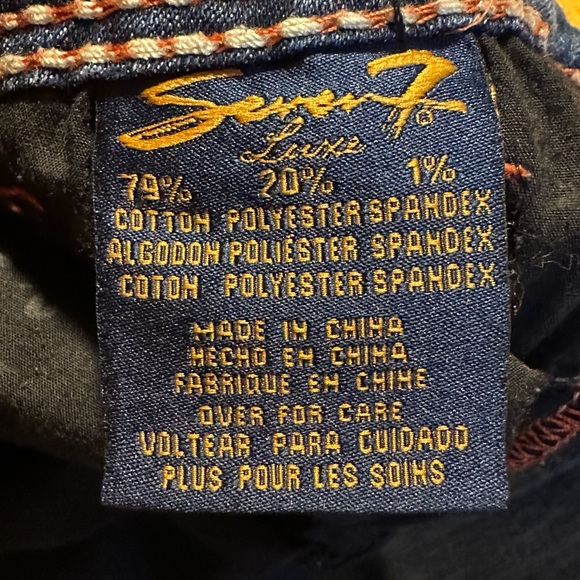 Seven7®
Luxe
79% 20% 1%
COTTON POLYESTER SPANDEX
ALGODON POLIÉSTER SPANDEX
COTON POLYESTER SPANDEX
MADE IN CHINA
HECHO EN CHINA
FABRIQUE EN CHINE
OVER FOR CARE
VOLTEAR PARA CUIDADO
PLUS POUR LES SOINS